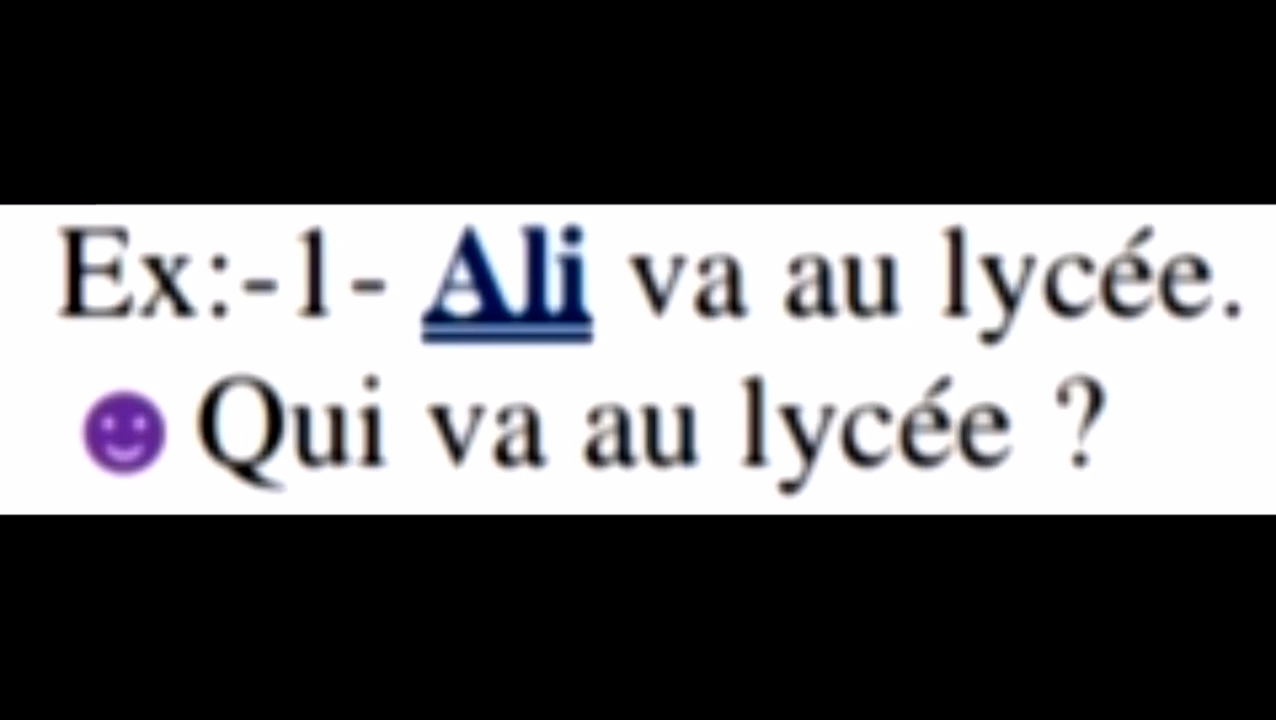 Ex:-1- Ali va au lycée.
☻Qui va au lycée ?